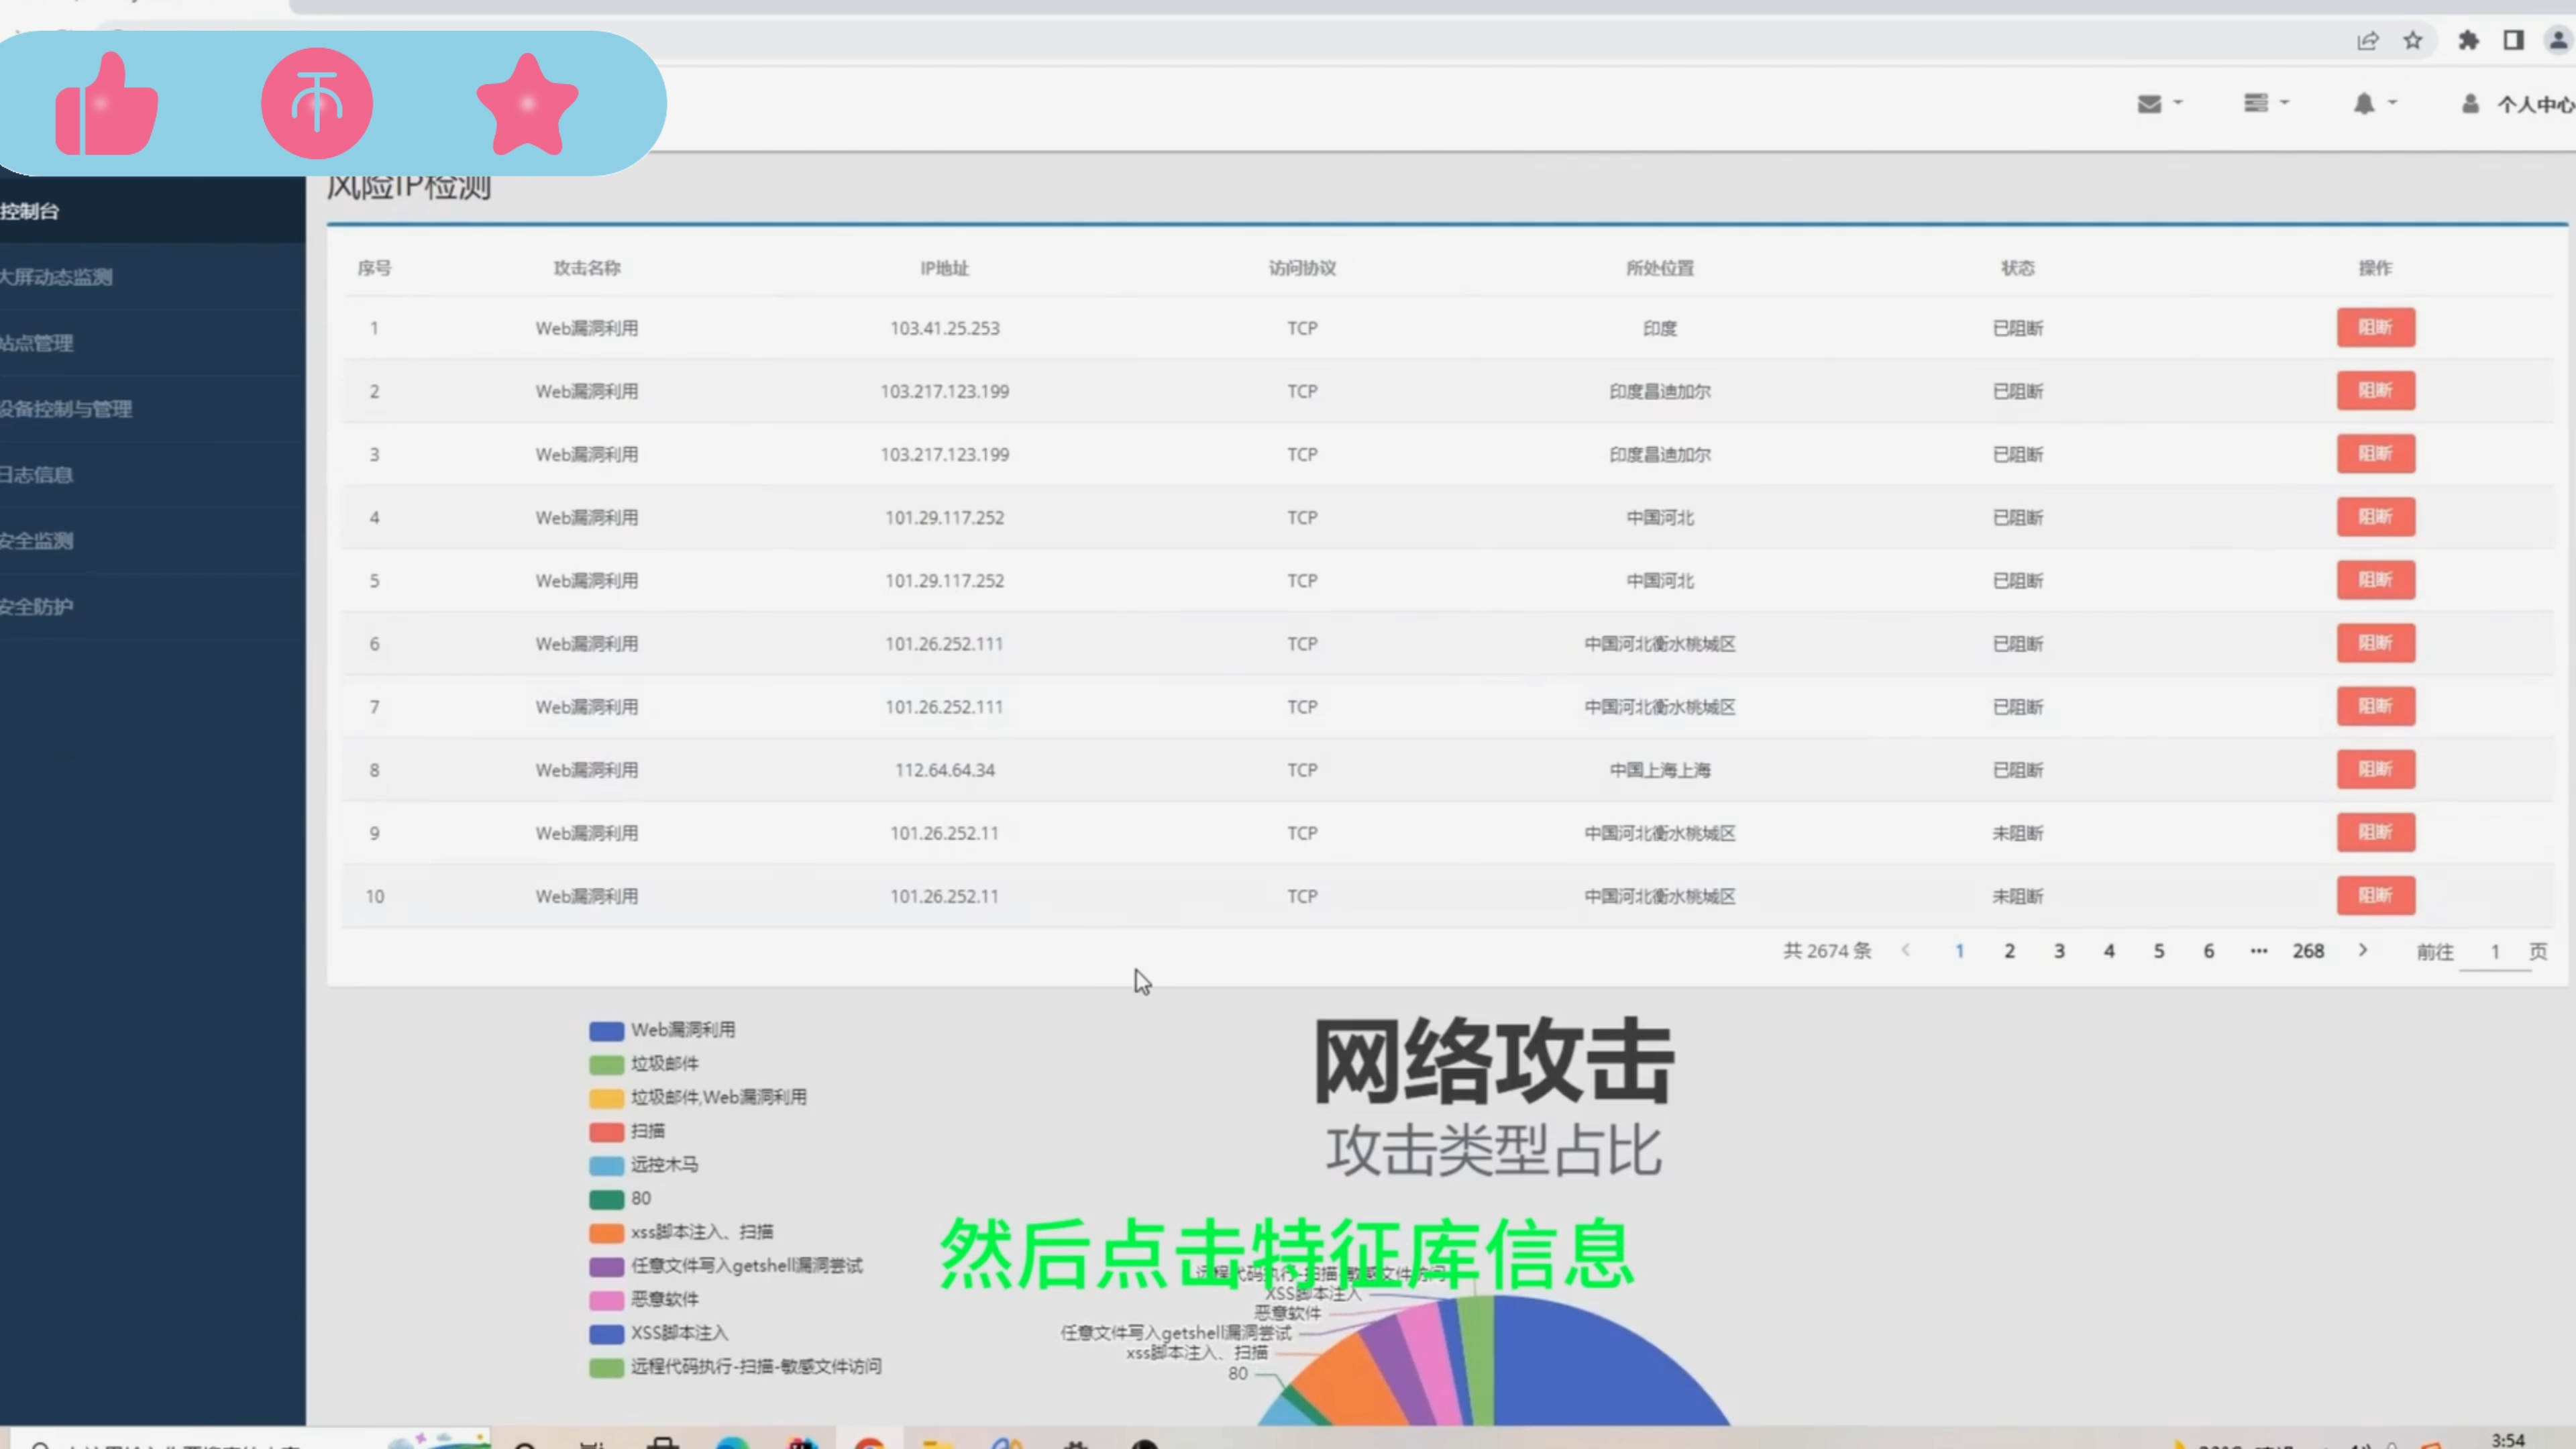 个人中心
风险IP检测
控制台
大屏动态监测
站点管理
设备控制与管理
日志信息
安全监测
安全防护
序号 攻击名称 IP地址 访问协议 所处位置 状态 操作
1 Web漏洞利用 103.41.25.253 TCP 印度 已阻断 阻断
2 Web漏洞利用 103.217.123.199 TCP 印度昌迪加尔 已阻断 阻断
3 Web漏洞利用 103.217.123.199 TCP 印度昌迪加尔 已阻断 阻断
4 Web漏洞利用 101.29.117.252 TCP 中国河北 已阻断 阻断
5 Web漏洞利用 101.29.117.252 TCP 中国河北 已阻断 阻断
6 Web漏洞利用 101.26.252.111 TCP 中国河北衡水桃城区 已阻断 阻断
7 Web漏洞利用 101.26.252.111 TCP 中国河北衡水桃城区 已阻断 阻断
8 Web漏洞利用 112.64.64.34 TCP 中国上海上海 已阻断 阻断
9 Web漏洞利用 101.26.252.11 TCP 中国河北衡水桃城区 未阻断 阻断
10 Web漏洞利用 101.26.252.11 TCP 中国河北衡水桃城区 未阻断 阻断
共 2674 条 1 2 3 4 5 6 ··· 268 前往 1 页
Web漏洞利用
垃圾邮件
垃圾邮件,Web漏洞利用
扫描
远控木马
80
xss脚本注入、扫描
任意文件写入getshell漏洞尝试
恶意软件
XSS脚本注入
远程代码执行-扫描-敏感文件访问
网络攻击
攻击类型占比
然后点击特征库信息
远程代码执行-扫描-敏感文件访问
XSS脚本注入
恶意软件
任意文件写入getshell漏洞尝试
xss脚本注入、扫描
80
3:54